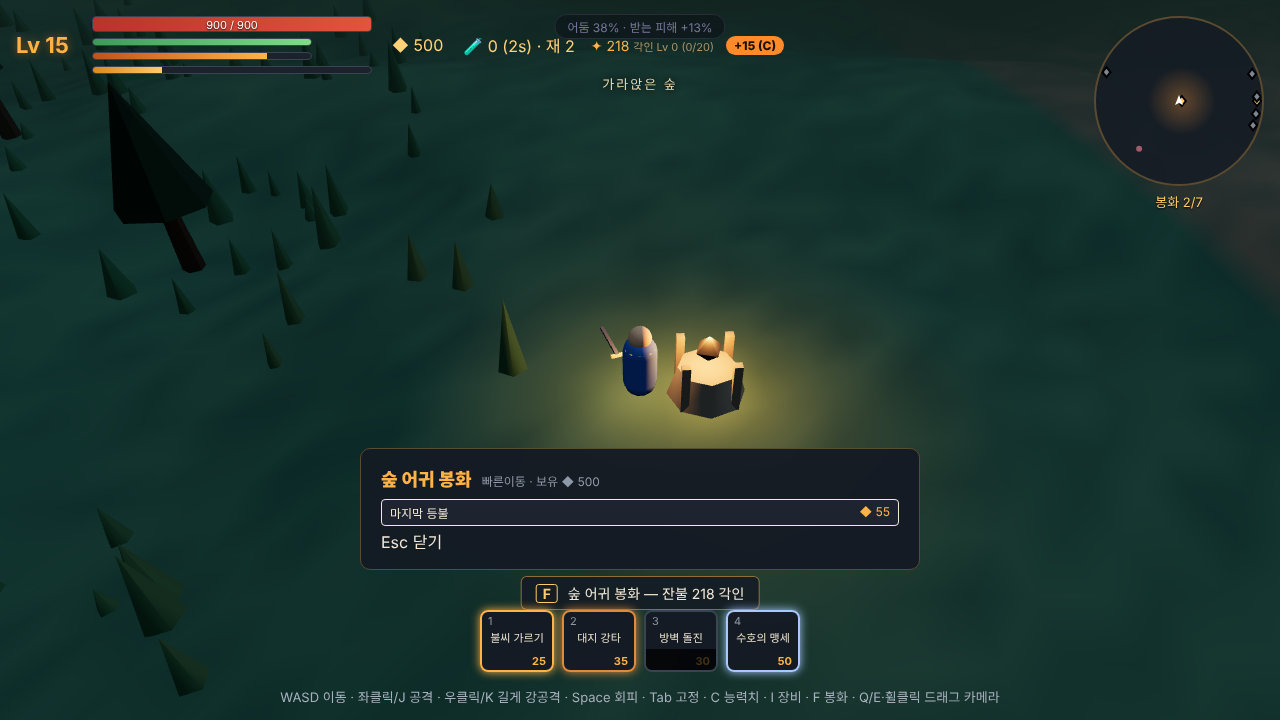 Lv 15
900 / 900
어둠 38% · 받는 피해 +13%
◆ 500 🧪 0 (2s) · 재 2 ✦ 218 각인 Lv 0 (0/20) +15 (C)
가라앉은 숲
봉화 2/7
숲 어귀 봉화 빠른이동 · 보유 ◆ 500
마지막 등불 ◆ 55
Esc 닫기
F 숲 어귀 봉화 — 잔불 218 각인
1 불씨 가르기 25
2 대지 강타 35
3 방벽 돌진 30
4 수호의 맹세 50
WASD 이동 · 좌클릭/J 공격 · 우클릭/K 길게 강공격 · Space 회피 · Tab 고정 · C 능력치 · I 장비 · F 봉화 · Q/E·휠클릭 드래그 카메라